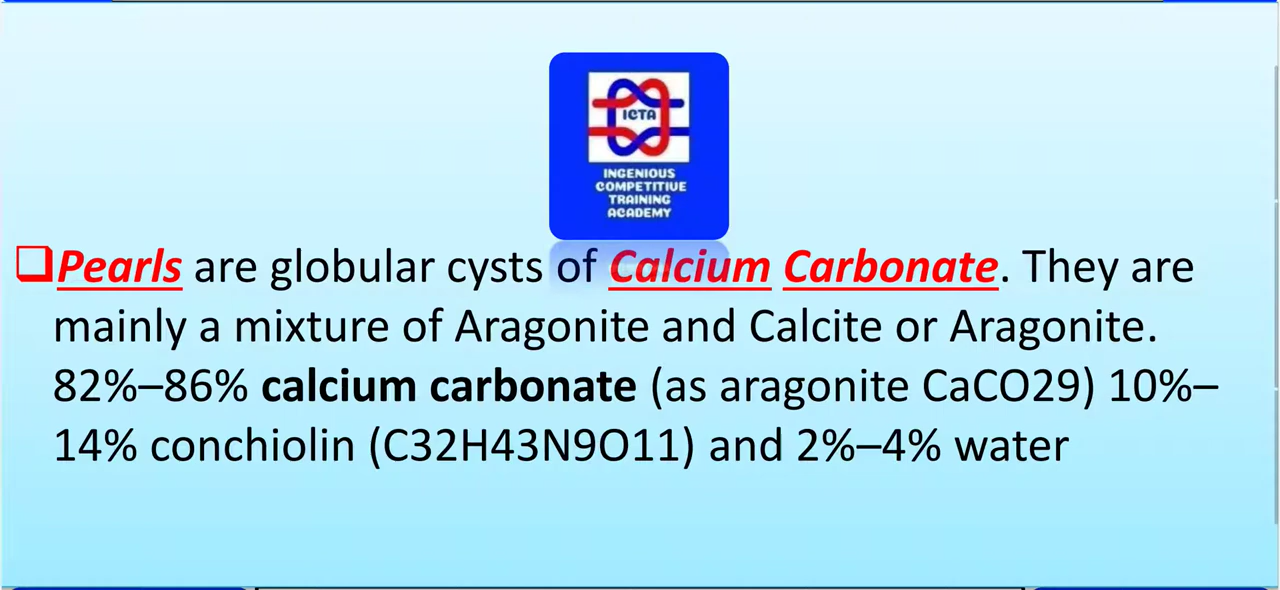 ICTA
INGENIOUS
COMPETITIVE
TRAINING
ACADEMY
Pearls are globular cysts of Calcium Carbonate. They are
mainly a mixture of Aragonite and Calcite or Aragonite.
82%–86% calcium carbonate (as aragonite CaCO29) 10%–
14% conchiolin (C32H43N9O11) and 2%–4% water